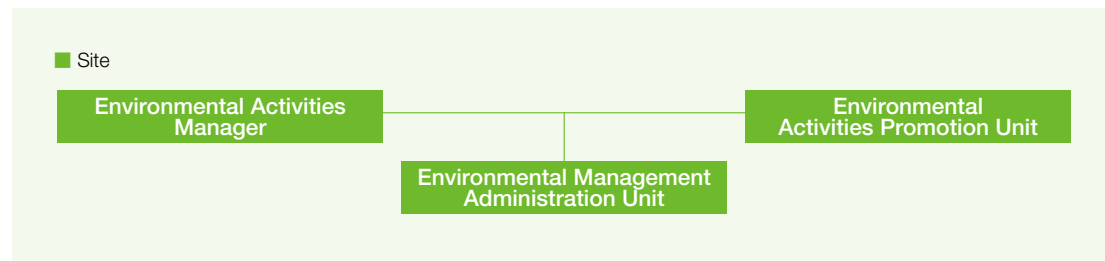 Site
Environmental Activities
Manager
Environmental
Activities Promotion Unit
Environmental Management
Administration Unit